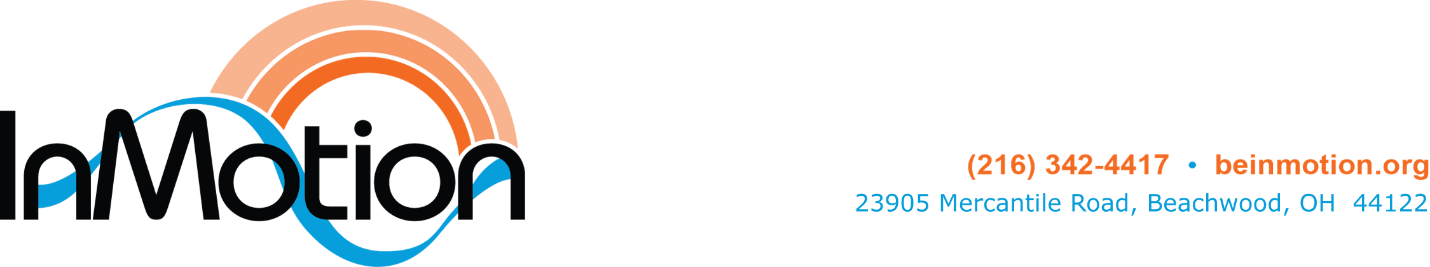 InMotion
(216) 342-4417 • beinmotion.org
23905 Mercantile Road, Beachwood, OH  44122